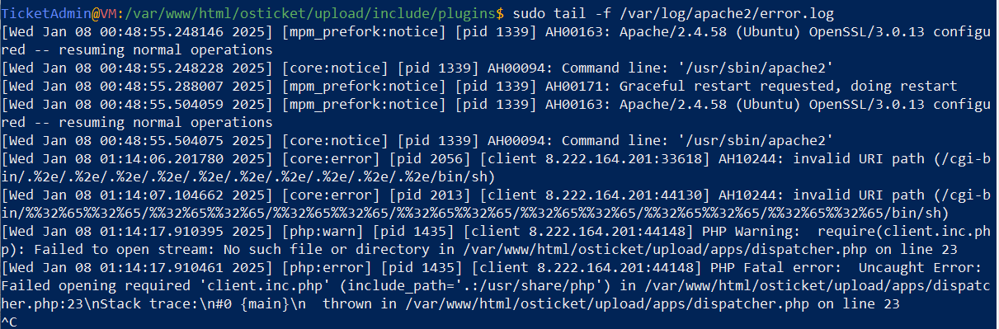 TicketAdmin@VM:/var/www/html/osticket/upload/include/plugins$ sudo tail -f /var/log/apache2/error.log
[Wed Jan 08 00:48:55.248146 2025] [mpm_prefork:notice] [pid 1339] AH00163: Apache/2.4.58 (Ubuntu) OpenSSL/3.0.13 configu
red -- resuming normal operations
[Wed Jan 08 00:48:55.248228 2025] [core:notice] [pid 1339] AH00094: Command line: '/usr/sbin/apache2'
[Wed Jan 08 00:48:55.288007 2025] [mpm_prefork:notice] [pid 1339] AH00171: Graceful restart requested, doing restart
[Wed Jan 08 00:48:55.504059 2025] [mpm_prefork:notice] [pid 1339] AH00163: Apache/2.4.58 (Ubuntu) OpenSSL/3.0.13 configu
red -- resuming normal operations
[Wed Jan 08 00:48:55.504075 2025] [core:notice] [pid 1339] AH00094: Command line: '/usr/sbin/apache2'
[Wed Jan 08 01:14:06.201780 2025] [core:error] [pid 2056] [client 8.222.164.201:33618] AH10244: invalid URI path (/cgi-b
in/.%2e/.%2e/.%2e/.%2e/.%2e/.%2e/.%2e/.%2e/.%2e/.%2e/bin/sh)
[Wed Jan 08 01:14:07.104662 2025] [core:error] [pid 2013] [client 8.222.164.201:44130] AH10244: invalid URI path (/cgi-b
in/%%32%65%%32%65/%%32%65%%32%65/%%32%65%%32%65/%%32%65%%32%65/%%32%65%%32%65/%%32%65%%32%65/%%32%65%%32%65/bin/sh)
[Wed Jan 08 01:14:17.910395 2025] [php:warn] [pid 1435] [client 8.222.164.201:44148] PHP Warning:  require(client.inc.ph
p): Failed to open stream: No such file or directory in /var/www/html/osticket/upload/apps/dispatcher.php on line 23
[Wed Jan 08 01:14:17.910461 2025] [php:error] [pid 1435] [client 8.222.164.201:44148] PHP Fatal error:  Uncaught Error:
Failed opening required 'client.inc.php' (include_path='.:/usr/share/php') in /var/www/html/osticket/upload/apps/dispatc
her.php:23\nStack trace:\n#0 {main}\n  thrown in /var/www/html/osticket/upload/apps/dispatcher.php on line 23
^C